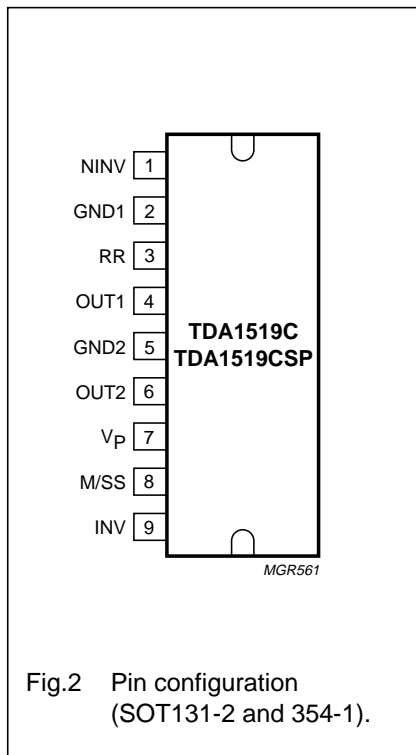 NINV 1
GND1 2
RR 3
OUT1 4
GND2 5
OUT2 6
VP 7
M/SS 8
INV 9
TDA1519C
TDA1519CSP
MGR561
Fig.2 Pin configuration
(SOT131-2 and 354-1).